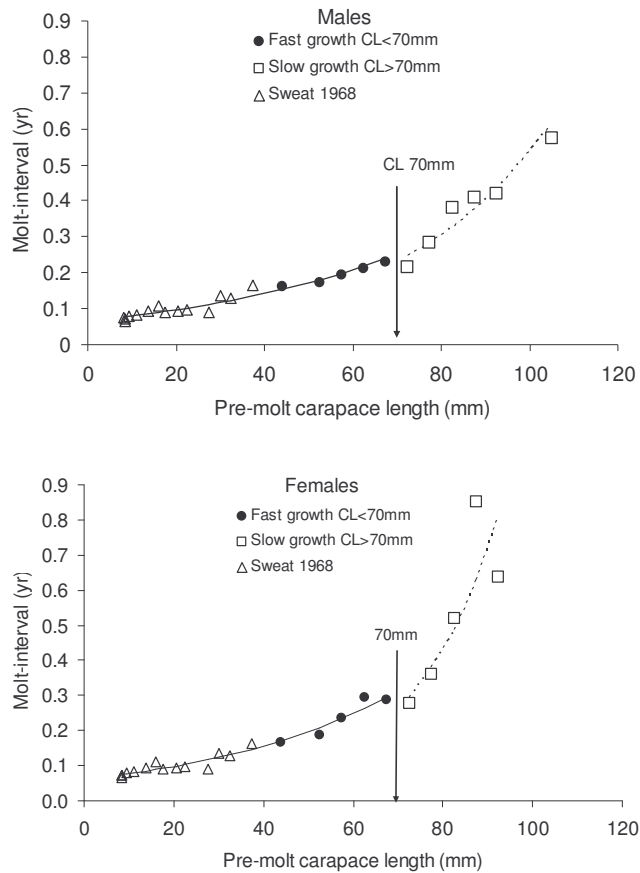 Males
Fast growth CL<70mm
Slow growth CL>70mm
Sweat 1968
CL 70mm
Molt-interval (yr)
0.9
0.8
0.7
0.6
0.5
0.4
0.3
0.2
0.1
0
0 20 40 60 80 100 120
Pre-molt carapace length (mm)
Females
Fast growth CL<70mm
Slow growth CL>70mm
Sweat 1968
70mm
Molt-interval (yr)
0.9
0.8
0.7
0.6
0.5
0.4
0.3
0.2
0.1
0.0
0 20 40 60 80 100 120
Pre-molt carapace length (mm)